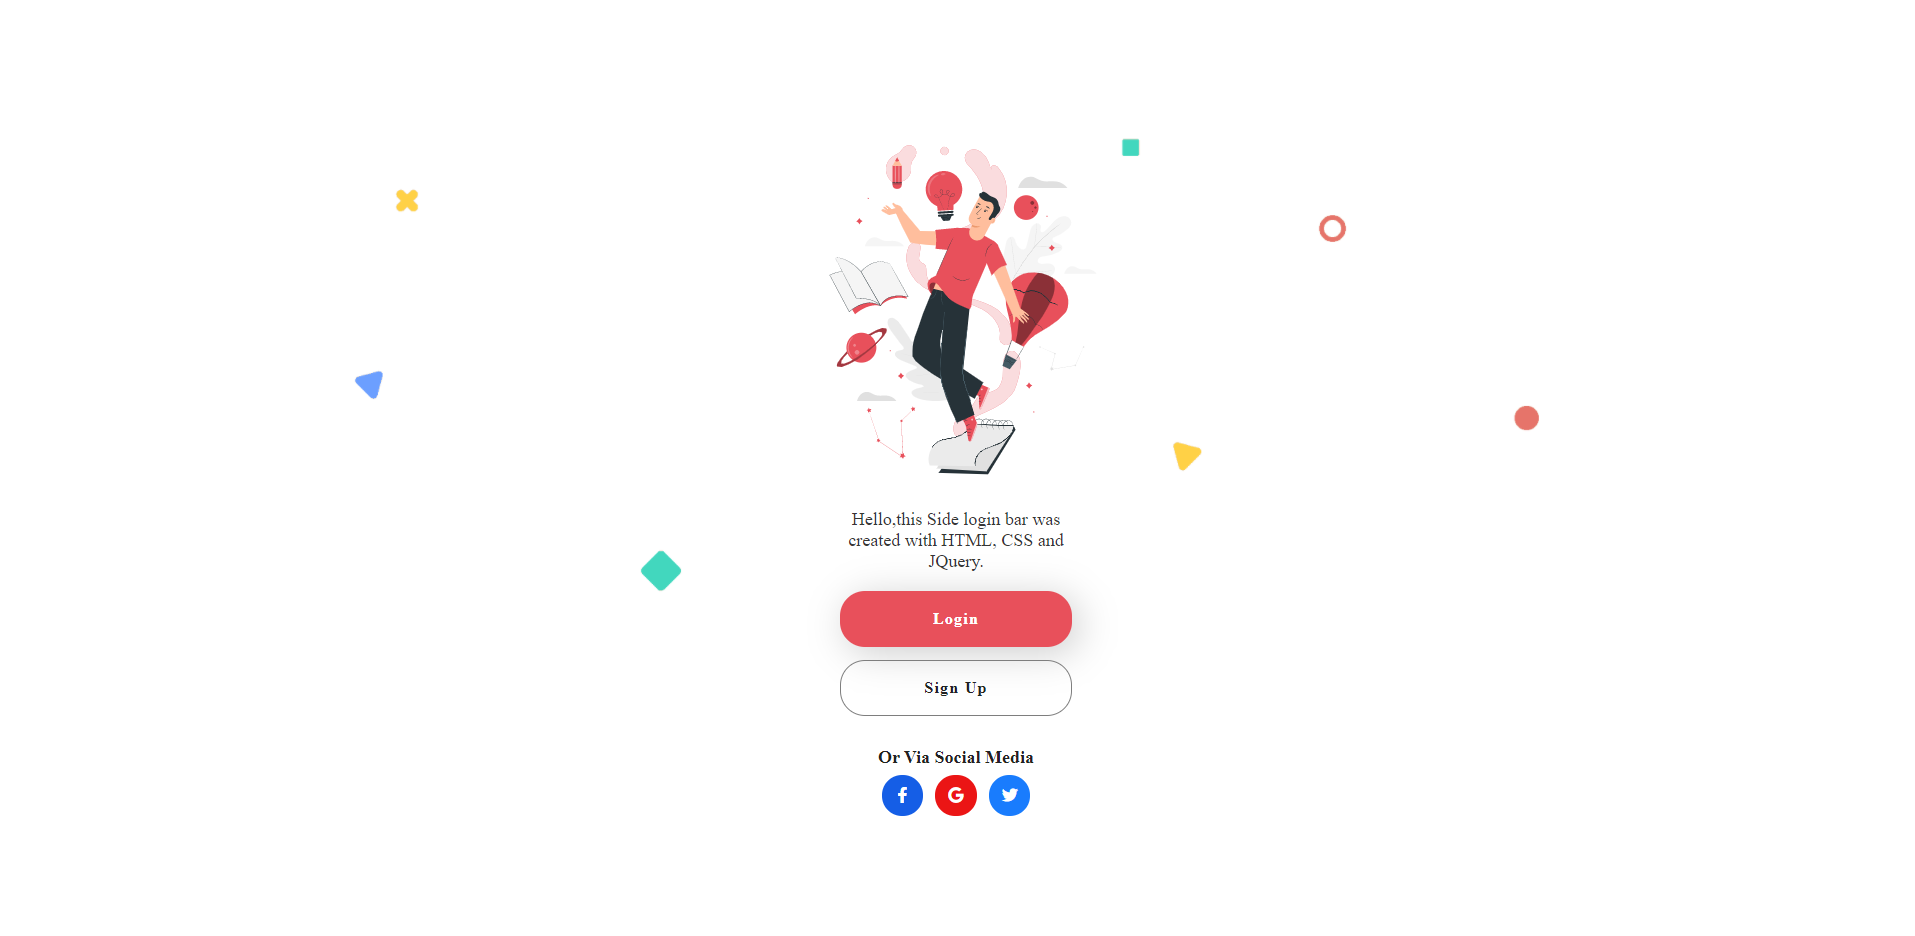 Hello,this Side login bar was
created with HTML, CSS and
JQuery.
Login
Sign Up
Or Via Social Media